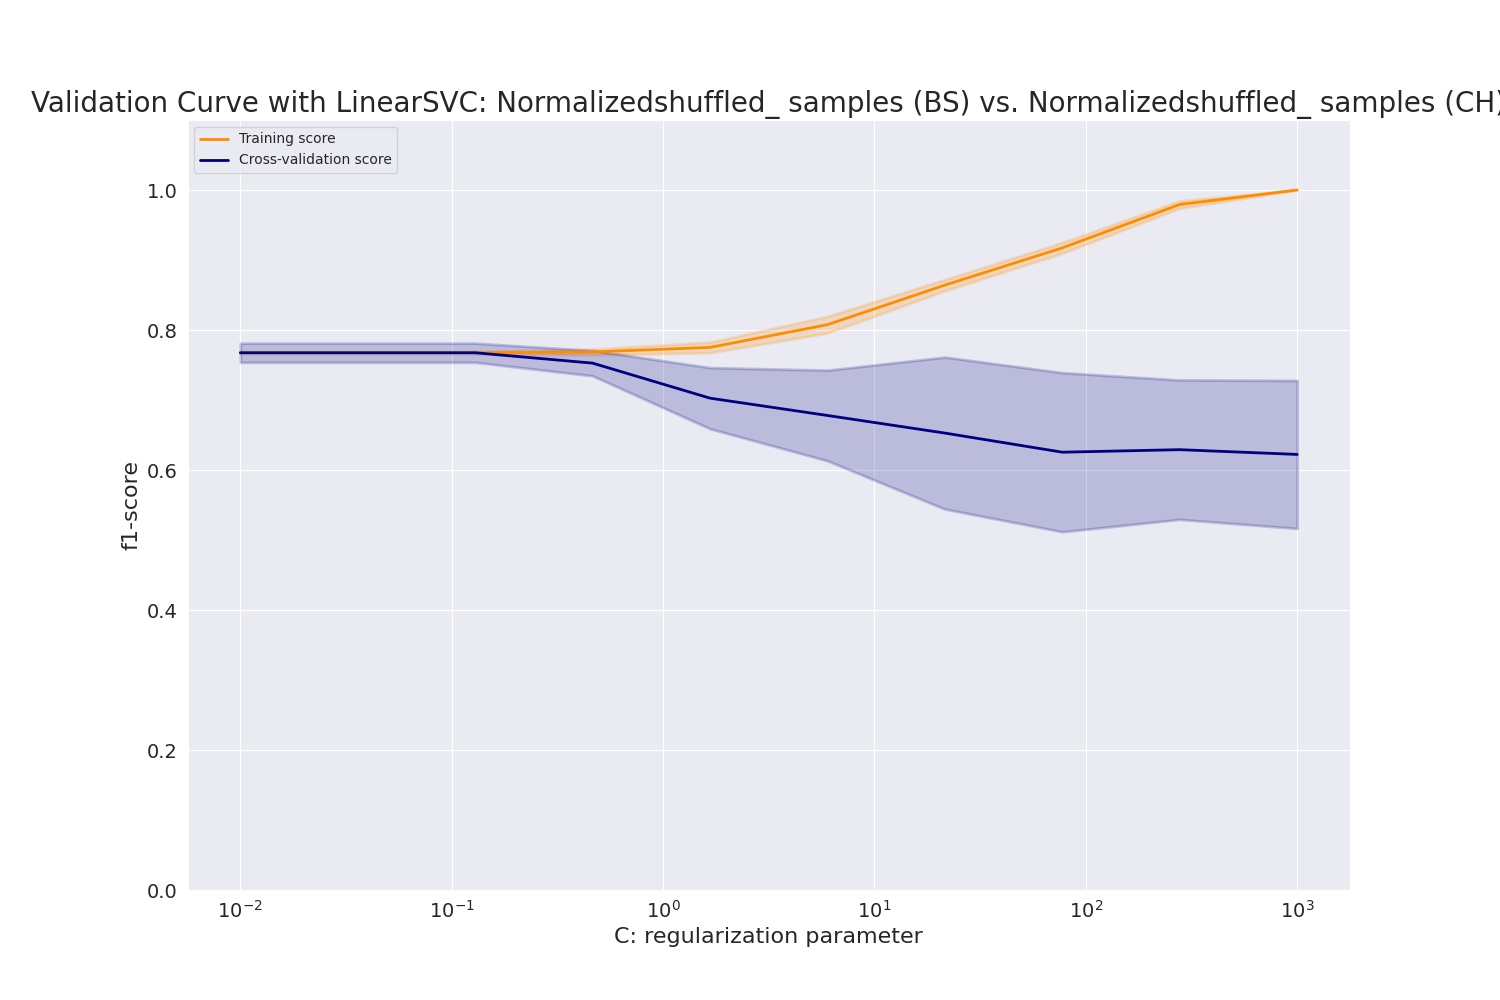 Validation Curve with LinearSVC: Normalizedshuffled_ samples (BS) vs. Normalizedshuffled_ samples (CH)
Training score
Cross-validation score
1.0
0.8
0.6
0.4
0.2
0.0
f1-score
10⁻² 10⁻¹ 10⁰ 10¹ 10² 10³
C: regularization parameter